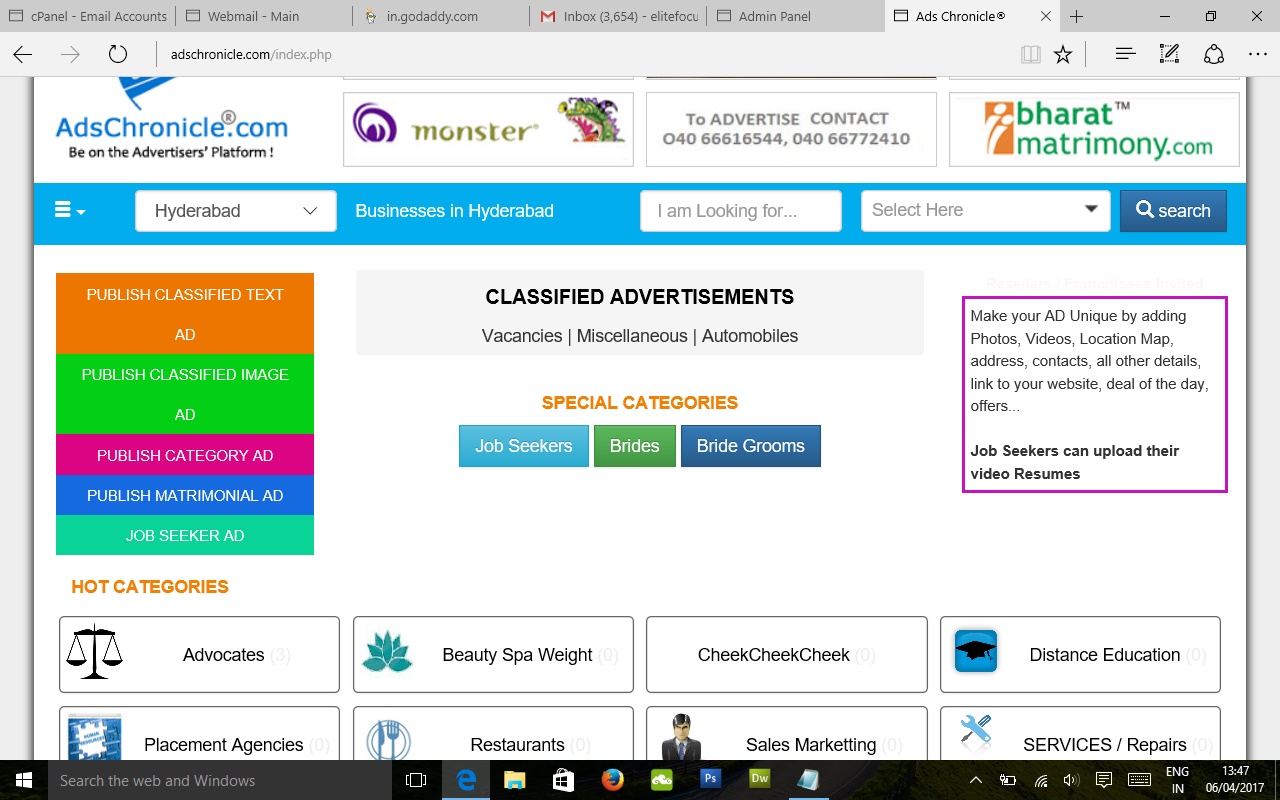 cPanel - Email Accounts
Webmail - Main
in.godaddy.com
Inbox (3,654) - elitefocu
Admin Panel
Ads Chronicle®
adschronicle.com/index.php
AdsChronicle.com®
Be on the Advertisers' Platform !
monster®
To ADVERTISE CONTACT
O40 66616544, 040 66772410
bharat™
matrimony.com
Hyderabad
Businesses in Hyderabad
I am Looking for...
Select Here
search
PUBLISH CLASSIFIED TEXT
AD
PUBLISH CLASSIFIED IMAGE
AD
PUBLISH CATEGORY AD
PUBLISH MATRIMONIAL AD
JOB SEEKER AD
CLASSIFIED ADVERTISEMENTS
Vacancies | Miscellaneous | Automobiles
SPECIAL CATEGORIES
Job Seekers
Brides
Bride Grooms
Resellers / Franchisees Invited
Make your AD Unique by adding
Photos, Videos, Location Map,
address, contacts, all other details,
link to your website, deal of the day,
offers...
Job Seekers can upload their
video Resumes
HOT CATEGORIES
Advocates (3)
Beauty Spa Weight (0)
CheekCheekCheek (0)
Distance Education (0)
HUMAN
RESOURCES
Placement Agencies (0)
Restaurants (0)
Sales Marketting (0)
SERVICES / Repairs (0)
Search the web and Windows
Ps
Dw
ENG
IN
13:47
06/04/2017